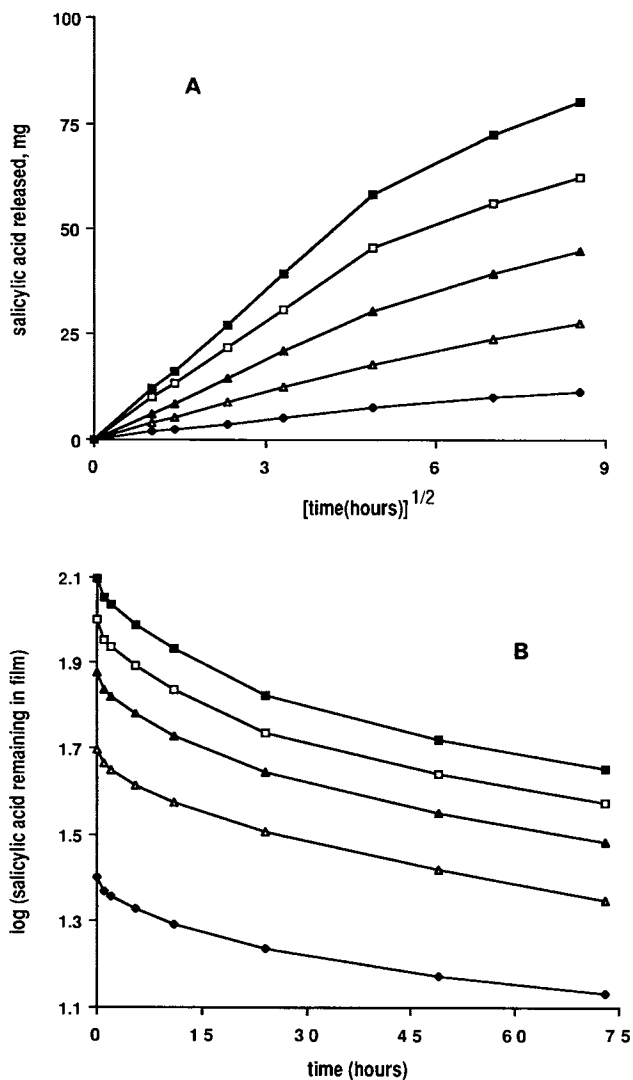 100
A
75
salicylic acid released, mg
50
25
0
0 3 6 9
[time(hours)]1/2
2.1
B
1.9
1.7
log (salicylic acid remaining in film)
1.5
1.3
1.1
0 15 30 45 60 75
time (hours)